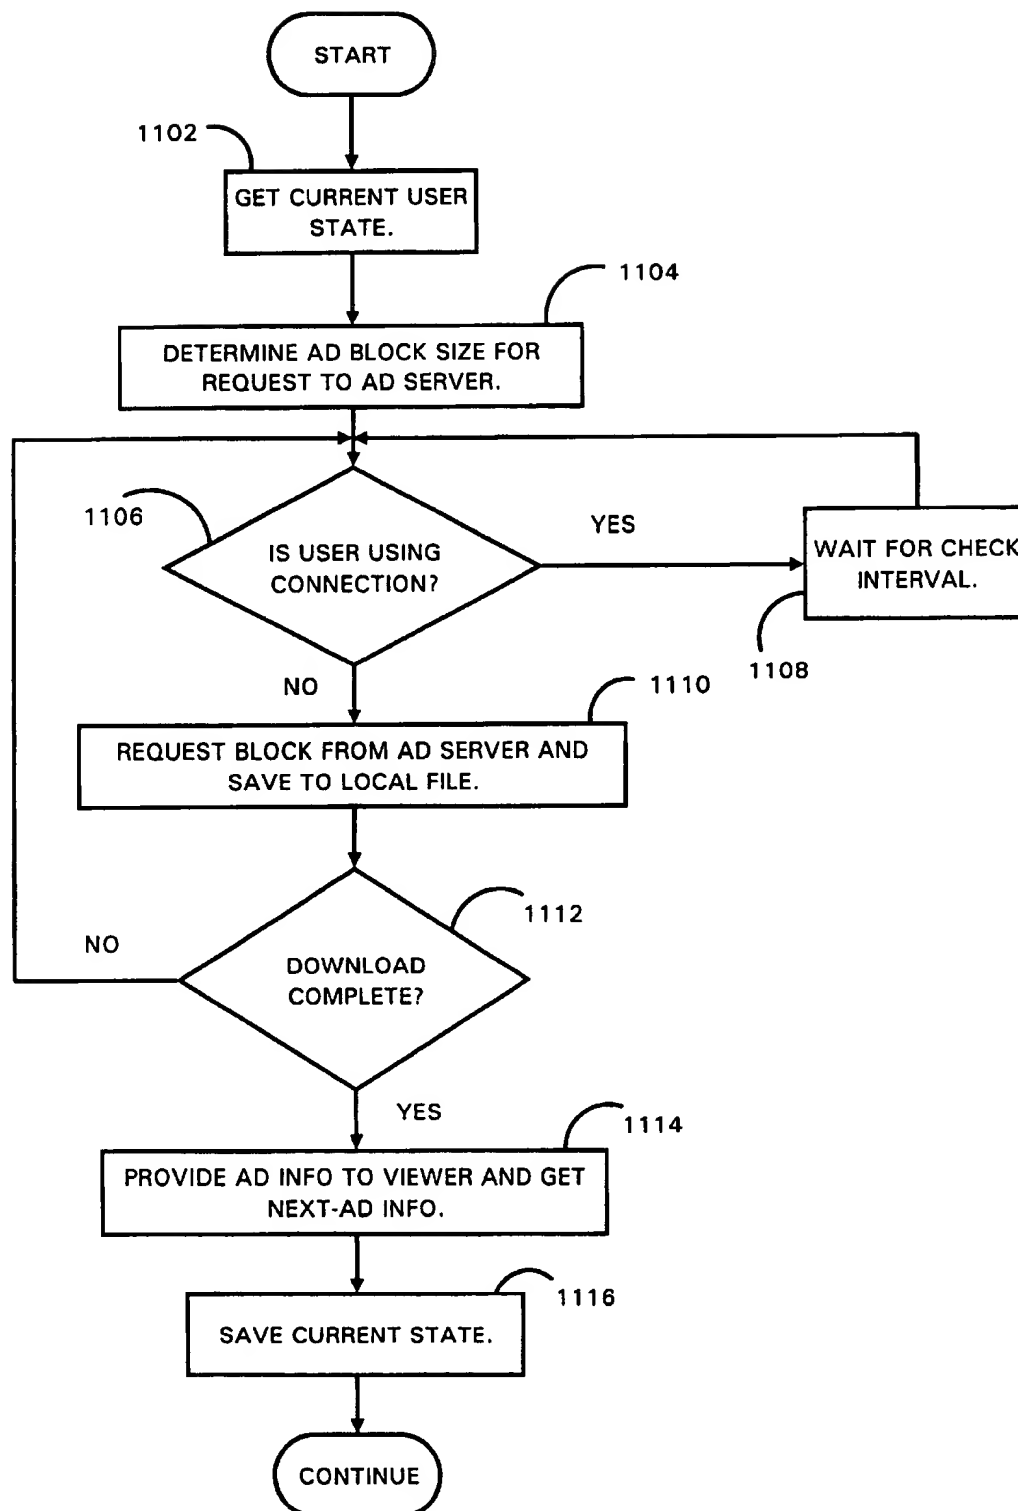 START
1102
GET CURRENT USER
STATE.
1104
DETERMINE AD BLOCK SIZE FOR
REQUEST TO AD SERVER.
1106
IS USER USING
CONNECTION?
YES
WAIT FOR CHECK
INTERVAL.
1108
NO
1110
REQUEST BLOCK FROM AD SERVER AND
SAVE TO LOCAL FILE.
1112
NO
DOWNLOAD
COMPLETE?
YES
1114
PROVIDE AD INFO TO VIEWER AND GET
NEXT-AD INFO.
1116
SAVE CURRENT STATE.
CONTINUE